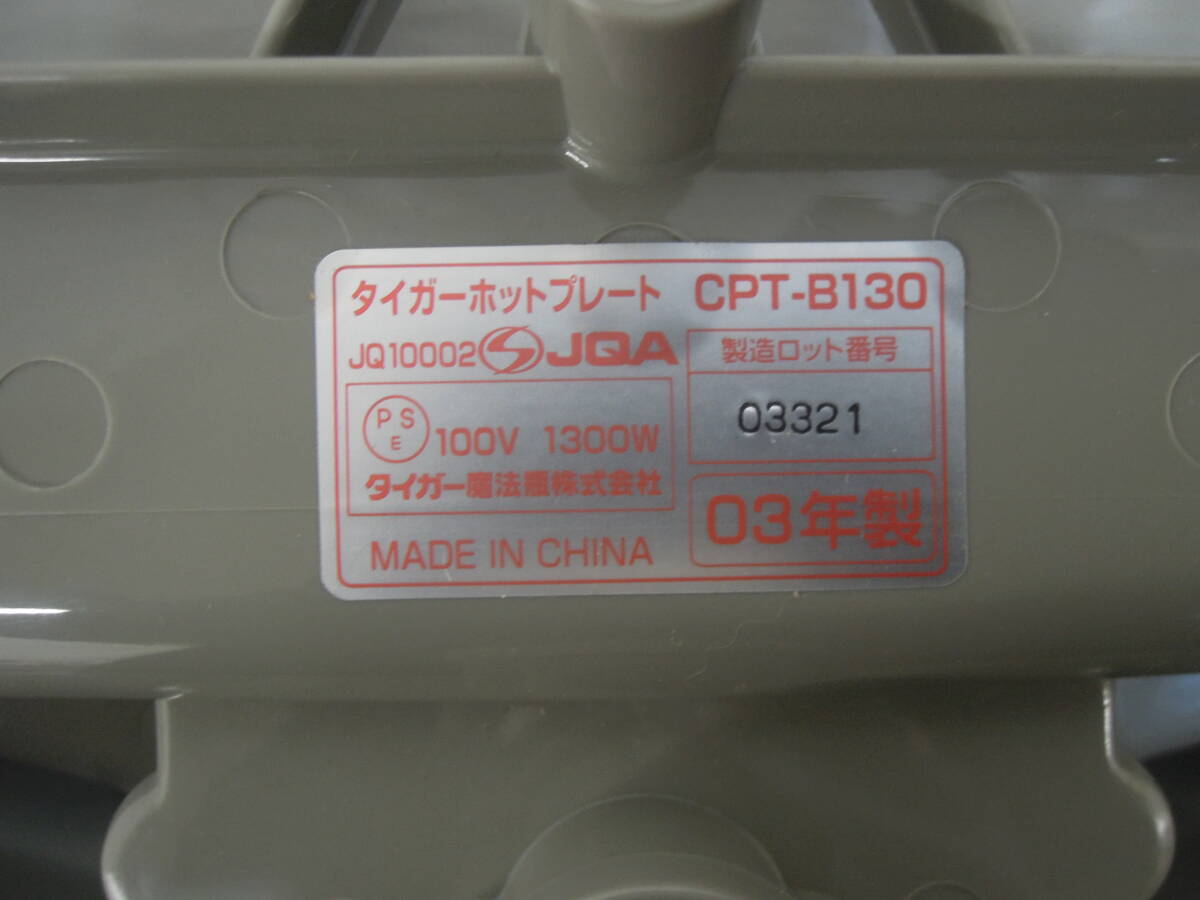 タイガーホットプレート CPT-B130
JQ10002 JQA
製造ロット番号
03321
PS
E
100V 1300W
タイガー魔法瓶株式会社
03年製
MADE IN CHINA